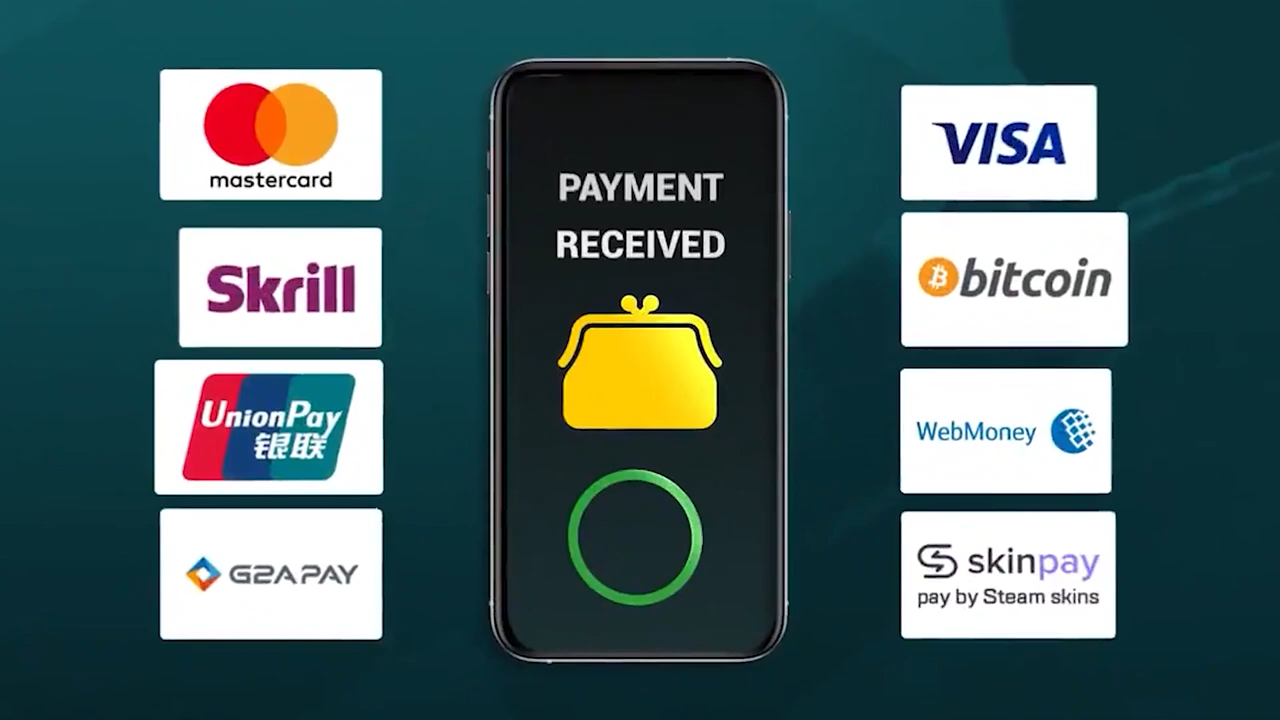 mastercard
Skrill
UnionPay
银联
G2A PAY
PAYMENT
RECEIVED
VISA
bitcoin
WebMoney
skinpay
pay by Steam skins